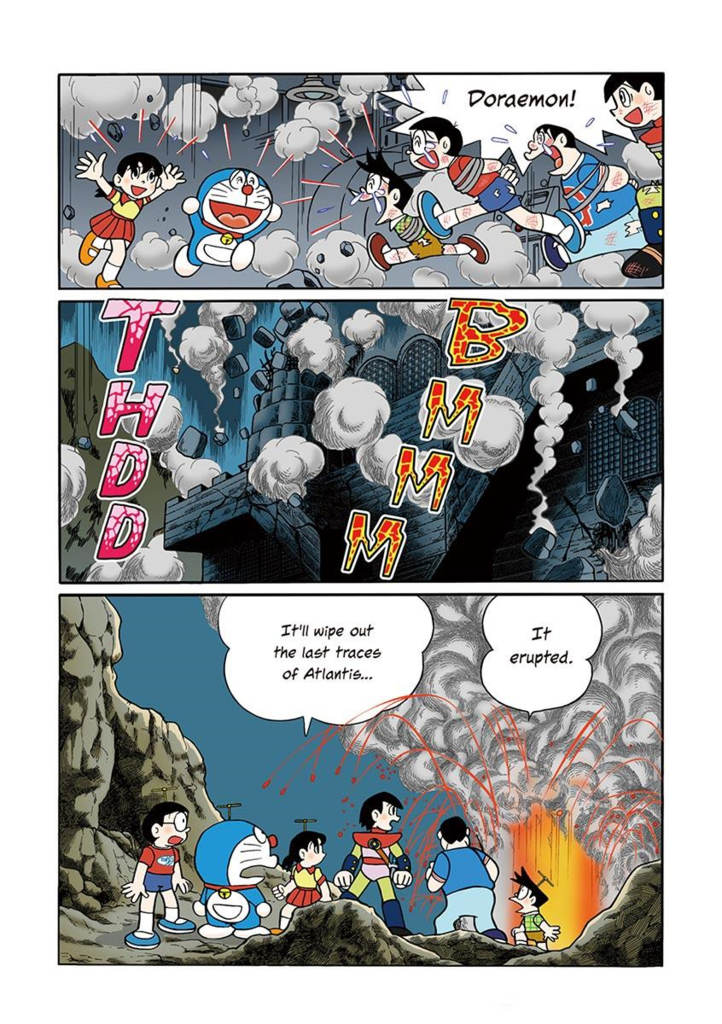 Doraemon!
BMMM
THDD
It
erupted.
It'll wipe out
the last traces
of Atlantis...